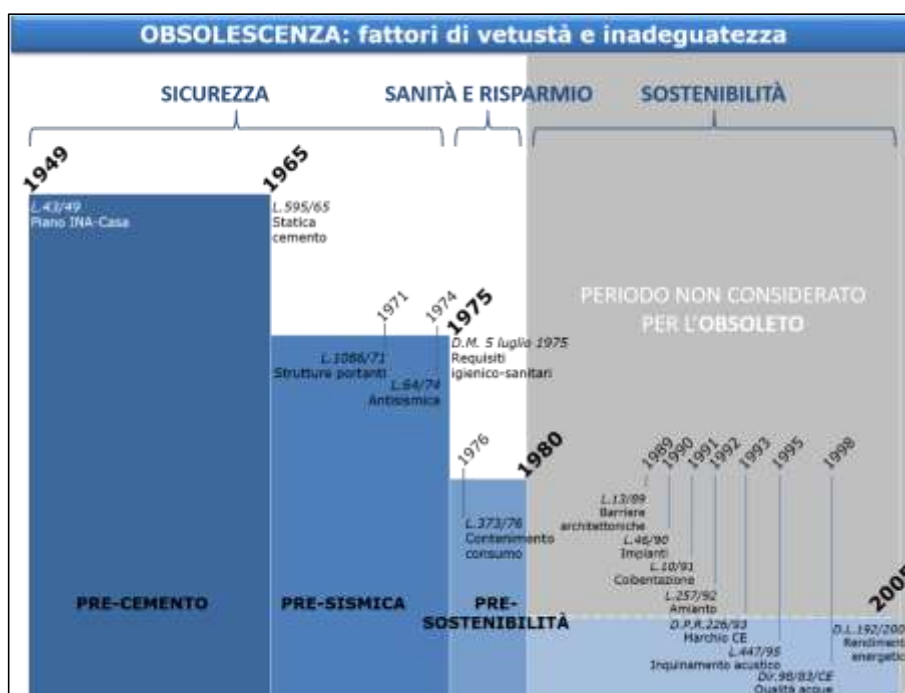 OBSOLESCENZA: fattori di vetustà e inadeguatezza
SICUREZZA
SANITÀ E RISPARMIO
SOSTENIBILITÀ
1949
L.43/49
Piano INA-Casa
1965
L.595/65
Statica
cemento
1971
L.1086/71
Strutture portanti
1974
L.64/74
Antisismica
1975
D.M. 5 luglio 1975
Requisiti
igienico-sanitari
1976
L.373/76
Contenimento
consumo
1980
PERIODO NON CONSIDERATO
PER L'OBSOLETO
1989
1990
1991
1992
1993
1995
1998
L.13/89
Barriere
architettoniche
L.46/90
Impianti
L.10/91
Coibentazione
L.257/92
Amianto
D.P.R.226/93
Marchio CE
L.447/95
Inquinamento acustico
Dir.98/83/CE
Qualità acque
2005
D.L.192/200
Rendiment
energetic
PRE-CEMENTO
PRE-SISMICA
PRE-
SOSTENIBILITÀ